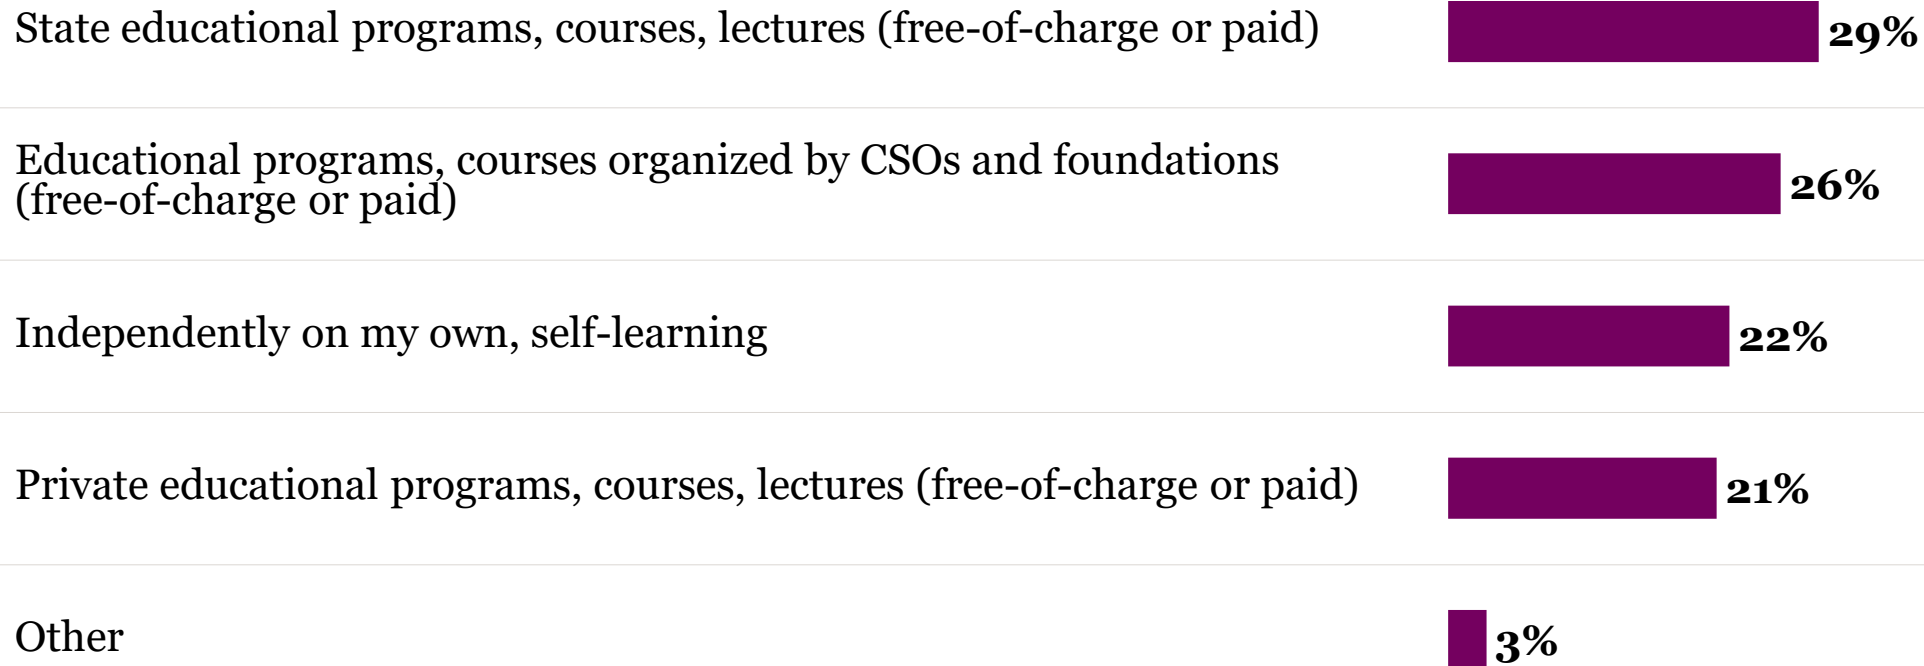 State educational programs, courses, lectures (free-of-charge or paid)
29%
Educational programs, courses organized by CSOs and foundations
(free-of-charge or paid)
26%
Independently on my own, self-learning
22%
Private educational programs, courses, lectures (free-of-charge or paid)
21%
Other
3%